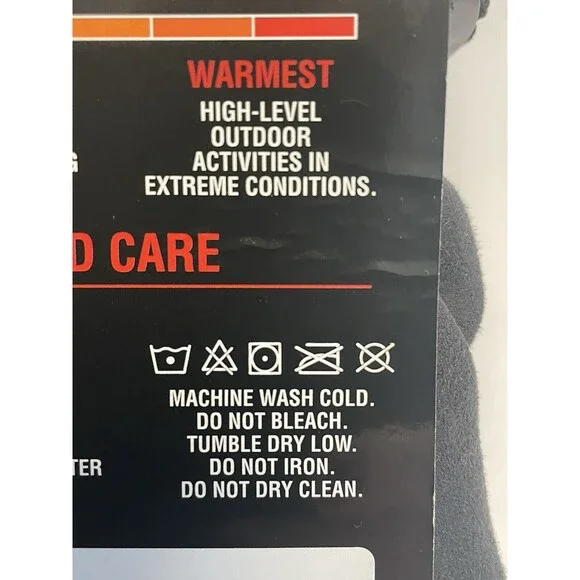 WARMEST
HIGH-LEVEL
OUTDOOR
ACTIVITIES IN
EXTREME CONDITIONS.
CARE
MACHINE WASH COLD.
DO NOT BLEACH.
TUMBLE DRY LOW.
DO NOT IRON.
DO NOT DRY CLEAN.